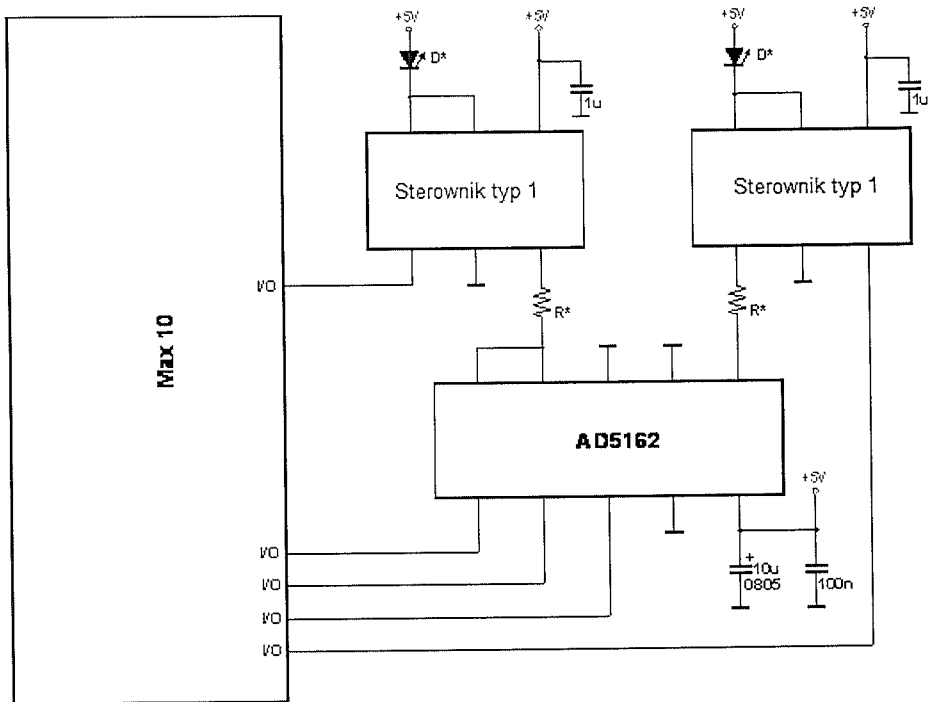 +5V
+5V
+5V
+5V
D*
D*
1u
1u
Sterownik typ 1
Sterownik typ 1
I/O
R*
R*
Max 10
AD5162
+5V
I/O
I/O
I/O
I/O
+
10u
0805
100n